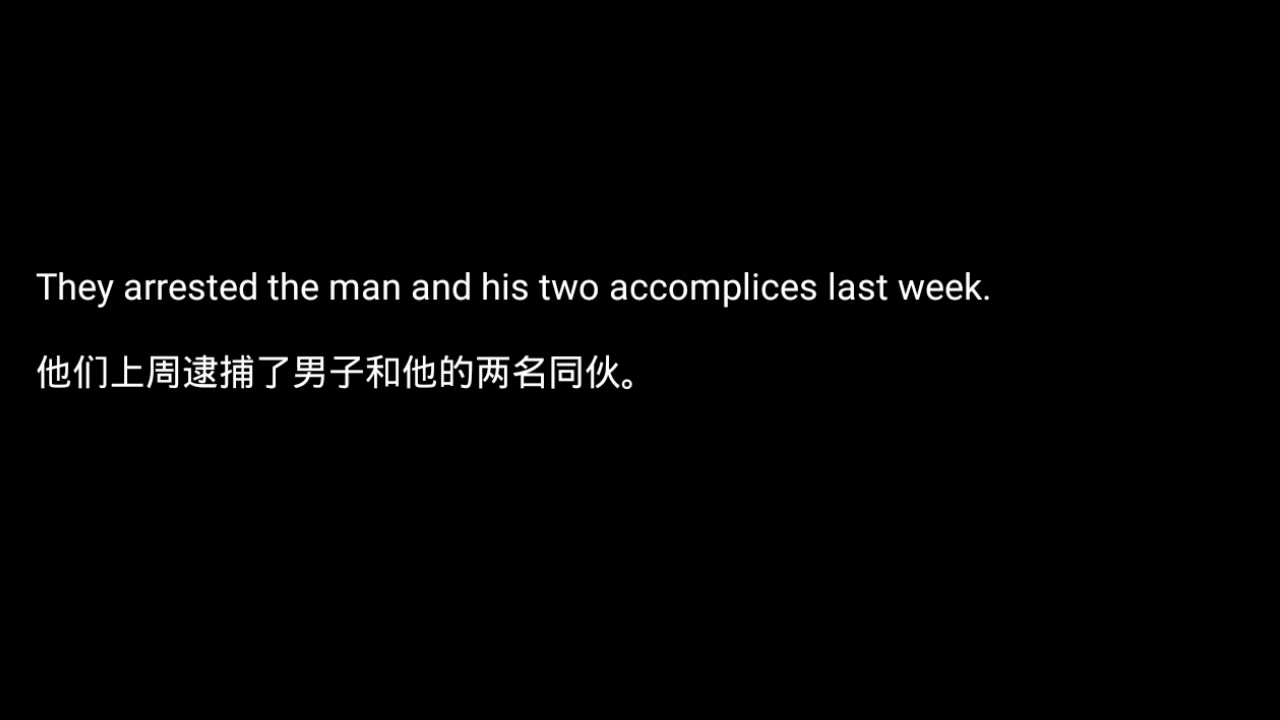 They arrested the man and his two accomplices last week.
他们上周逮捕了男子和他的两名同伙。